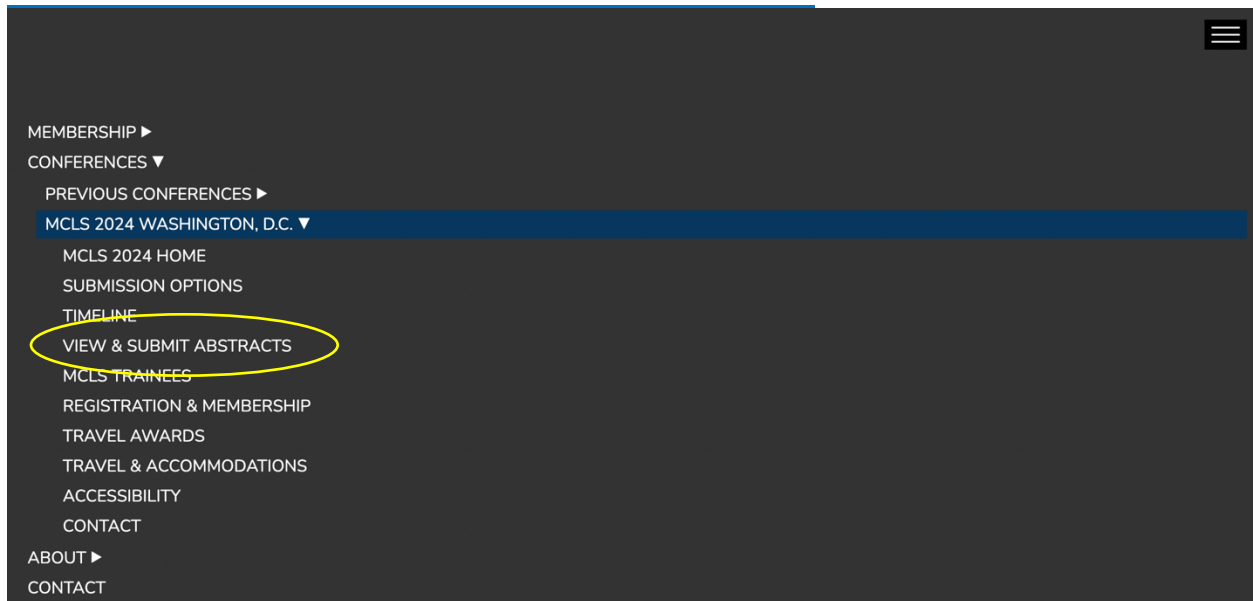 MEMBERSHIP ▶
CONFERENCES ▼
PREVIOUS CONFERENCES ▶
MCLS 2024 WASHINGTON, D.C. ▼
MCLS 2024 HOME
SUBMISSION OPTIONS
TIMELINE
VIEW & SUBMIT ABSTRACTS
MCLS TRAINEES
REGISTRATION & MEMBERSHIP
TRAVEL AWARDS
TRAVEL & ACCOMMODATIONS
ACCESSIBILITY
CONTACT
ABOUT ▶
CONTACT